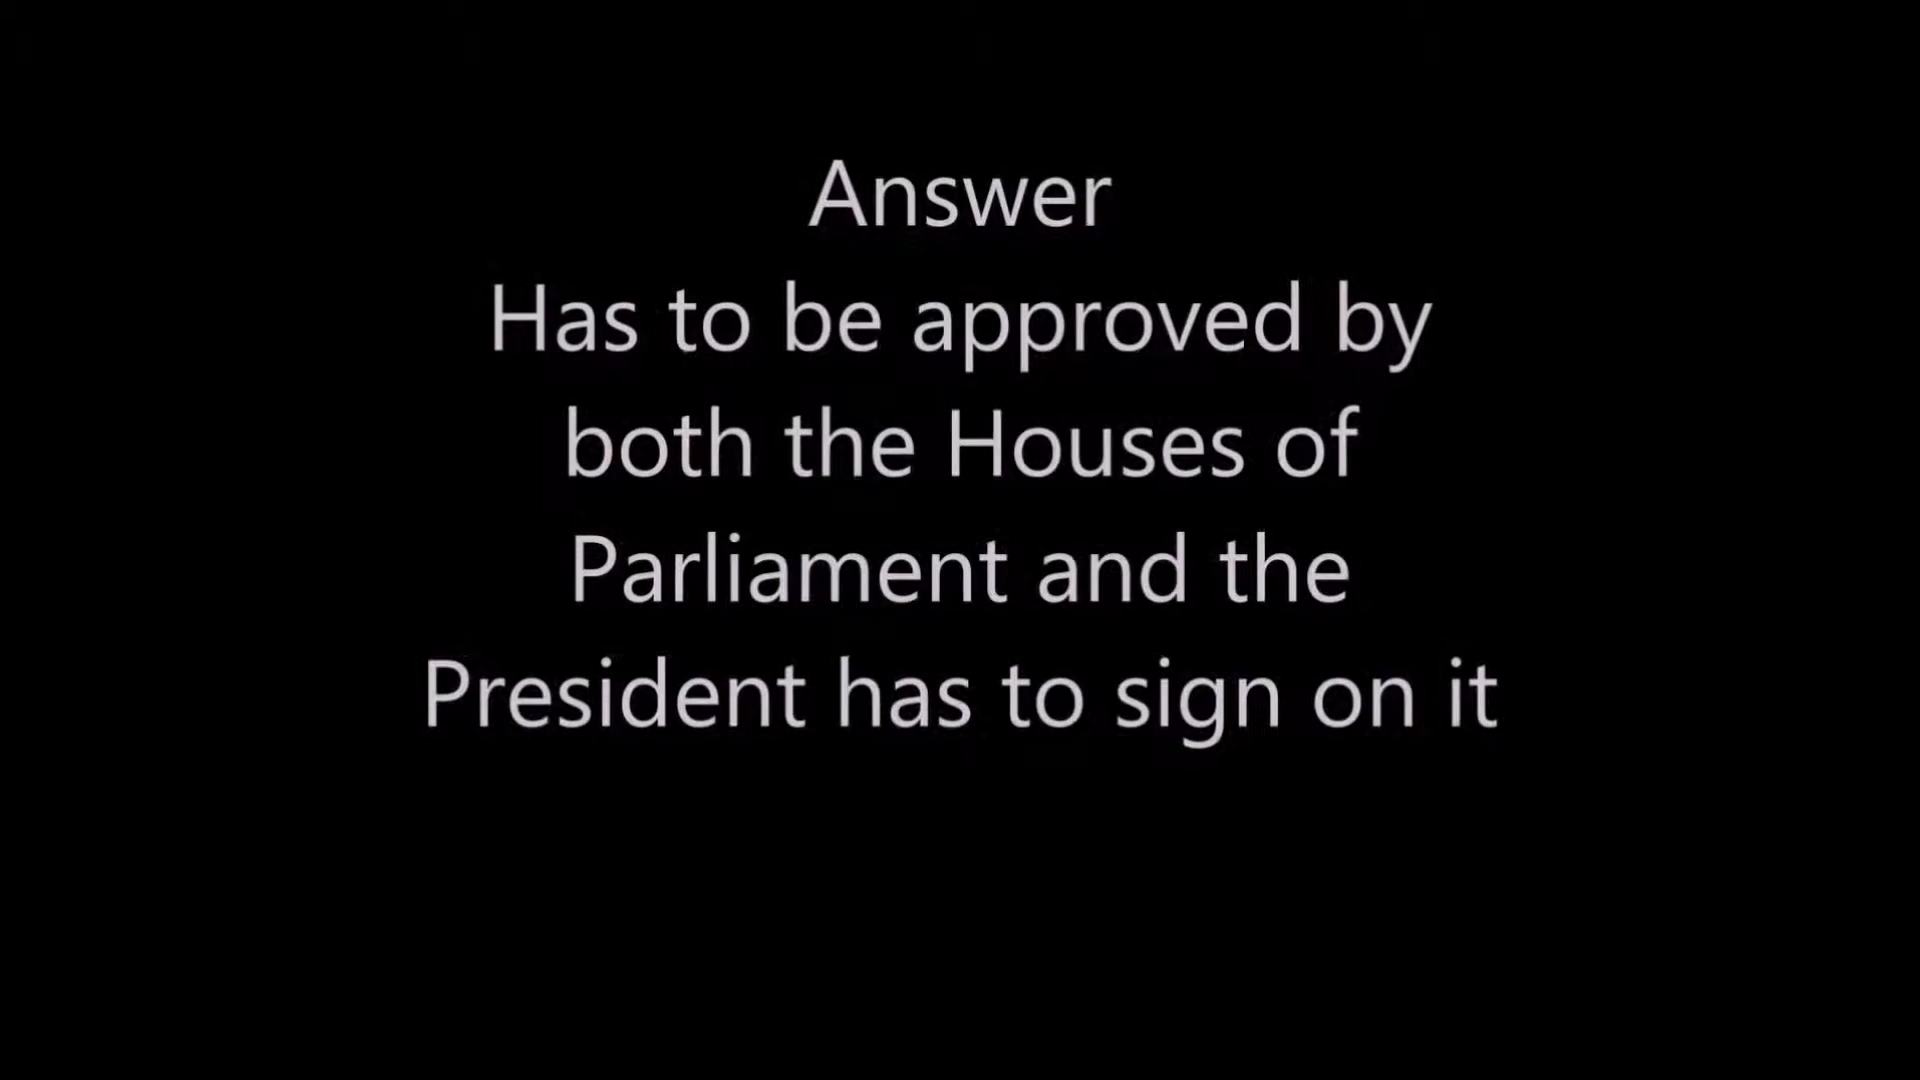 Answer
Has to be approved by
both the Houses of
Parliament and the
President has to sign on it